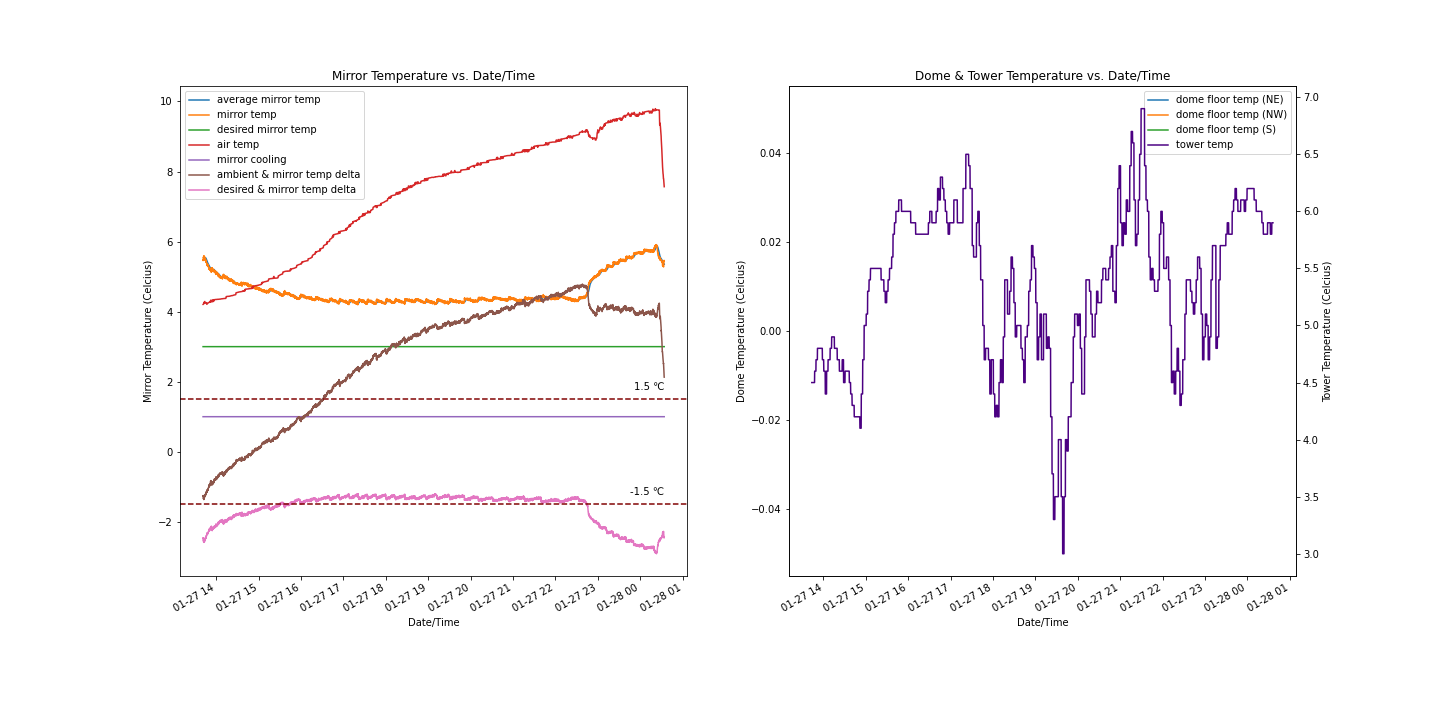 Mirror Temperature vs. Date/Time
average mirror temp
mirror temp
desired mirror temp
air temp
mirror cooling
ambient & mirror temp delta
desired & mirror temp delta
Mirror Temperature (Celcius)
10
8
6
4
2
0
−2
1.5 °C
-1.5 °C
01-27 14
01-27 15
01-27 16
01-27 17
01-27 18
01-27 19
01-27 20
01-27 21
01-27 22
01-27 23
01-28 00
01-28 01
Date/Time
Dome & Tower Temperature vs. Date/Time
dome floor temp (NE)
dome floor temp (NW)
dome floor temp (S)
tower temp
Dome Temperature (Celcius)
0.04
0.02
0.00
−0.02
−0.04
7.0
6.5
6.0
5.5
5.0
4.5
4.0
3.5
3.0
Tower Temperature (Celcius)
01-27 14
01-27 15
01-27 16
01-27 17
01-27 18
01-27 19
01-27 20
01-27 21
01-27 22
01-27 23
01-28 00
01-28 01
Date/Time